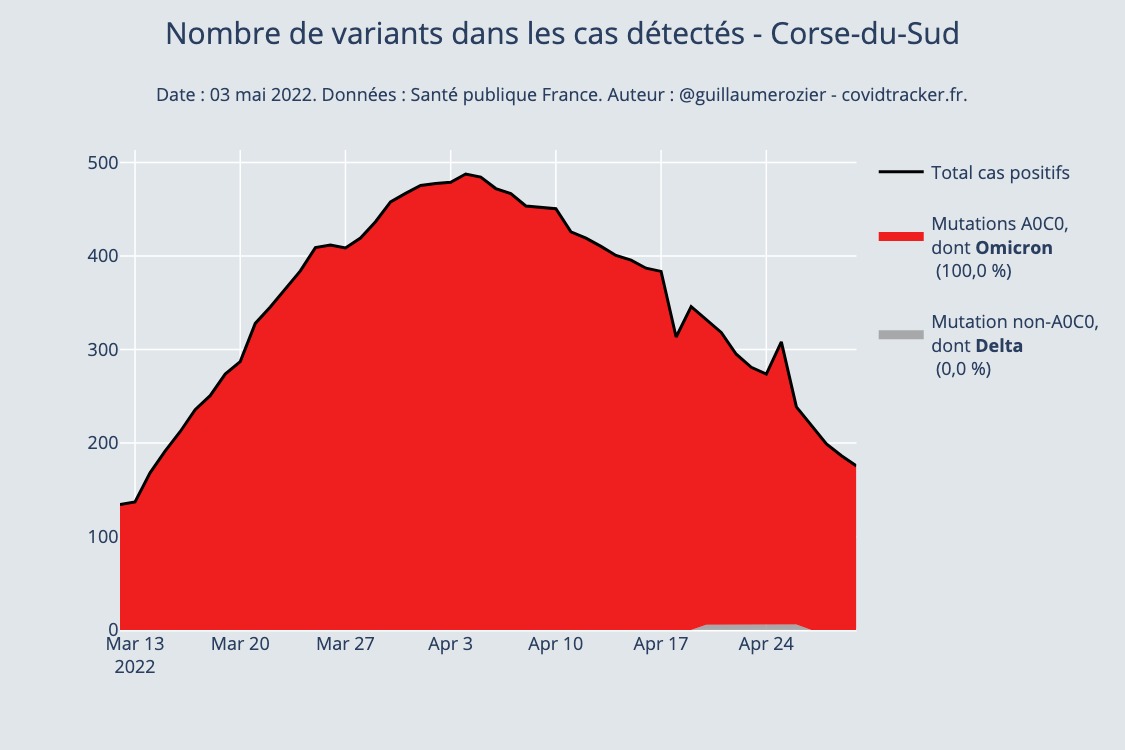 Nombre de variants dans les cas détectés - Corse-du-Sud
Date : 03 mai 2022. Données : Santé publique France. Auteur : @guillaumerozier - covidtracker.fr.
500
400
300
200
100
0
Mar 13
2022
Mar 20
Mar 27
Apr 3
Apr 10
Apr 17
Apr 24
Total cas positifs
Mutations A0C0,
dont Omicron
(100,0 %)
Mutation non-A0C0,
dont Delta
(0,0 %)